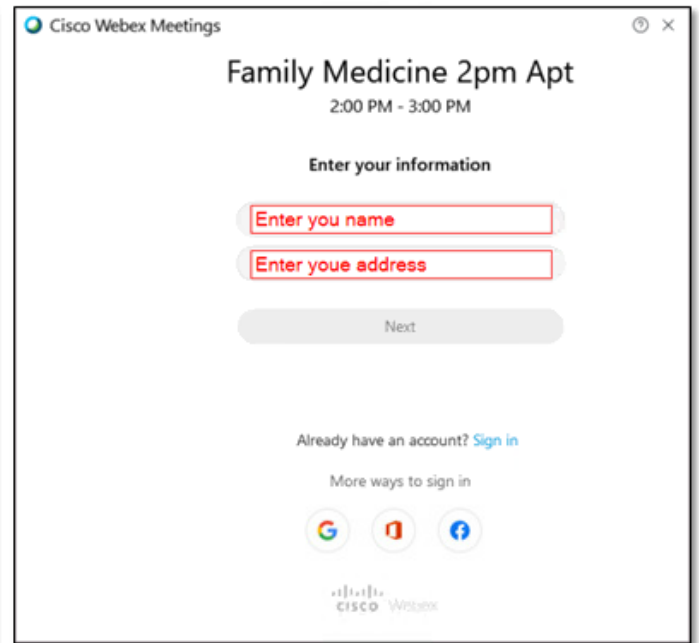 Cisco Webex Meetings
Family Medicine 2pm Apt
2:00 PM - 3:00 PM
Enter your information
Enter you name
Enter youe address
Next
Already have an account? Sign in
More ways to sign in
CISCO Webex